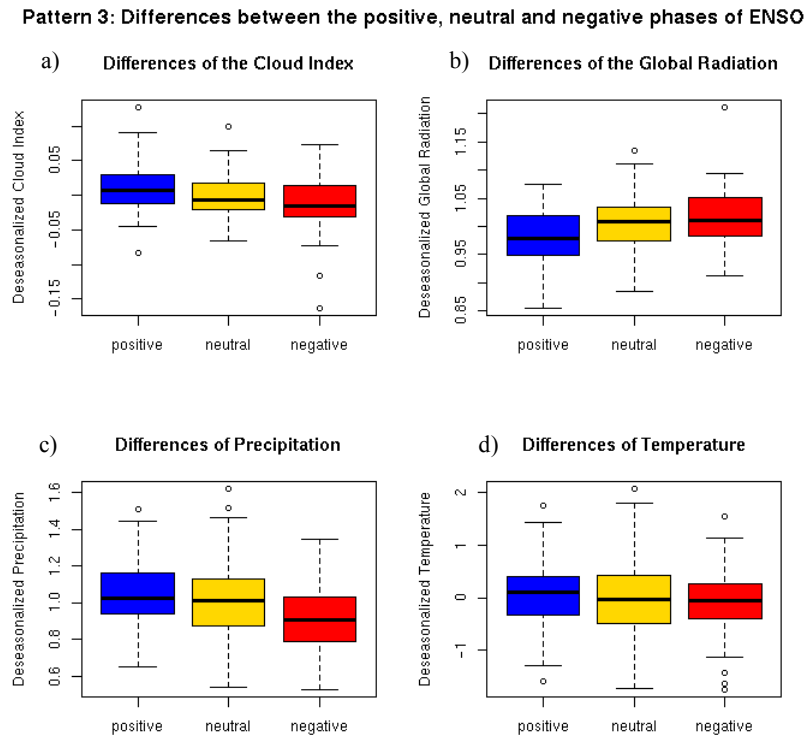 Pattern 3: Differences between the positive, neutral and negative phases of ENSO
a) Differences of the Cloud Index
Deseasonalized Cloud Index
0.05
-0.05
-0.15
positive neutral negative
b) Differences of the Global Radiation
Deseasonalized Global Radiation
1.15
1.05
0.95
0.85
positive neutral negative
c) Differences of Precipitation
Deseasonalized Precipitation
1.6
1.4
1.2
1.0
0.8
0.6
positive neutral negative
d) Differences of Temperature
Deseasonalized Temperature
2
1
0
-1
positive neutral negative